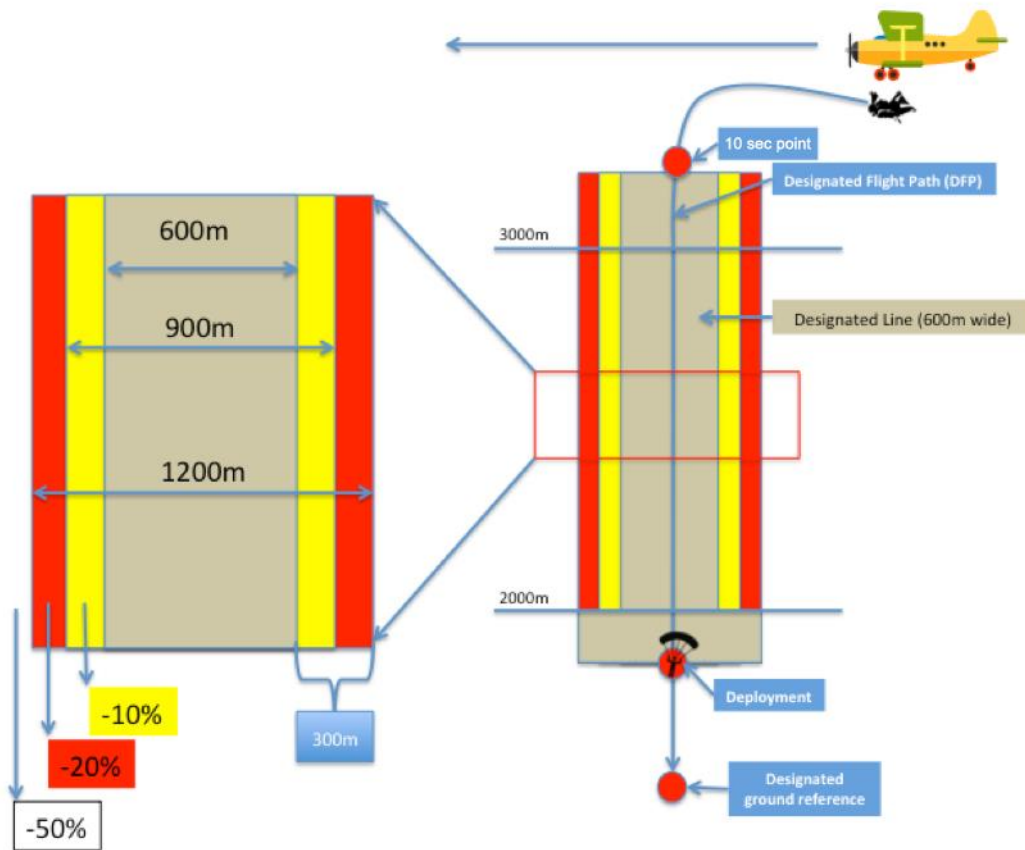 600m
900m
1200m
-10%
-20%
-50%
300m
10 sec point
Designated Flight Path (DFP)
3000m
Designated Line (600m wide)
2000m
Deployment
Designated
ground reference